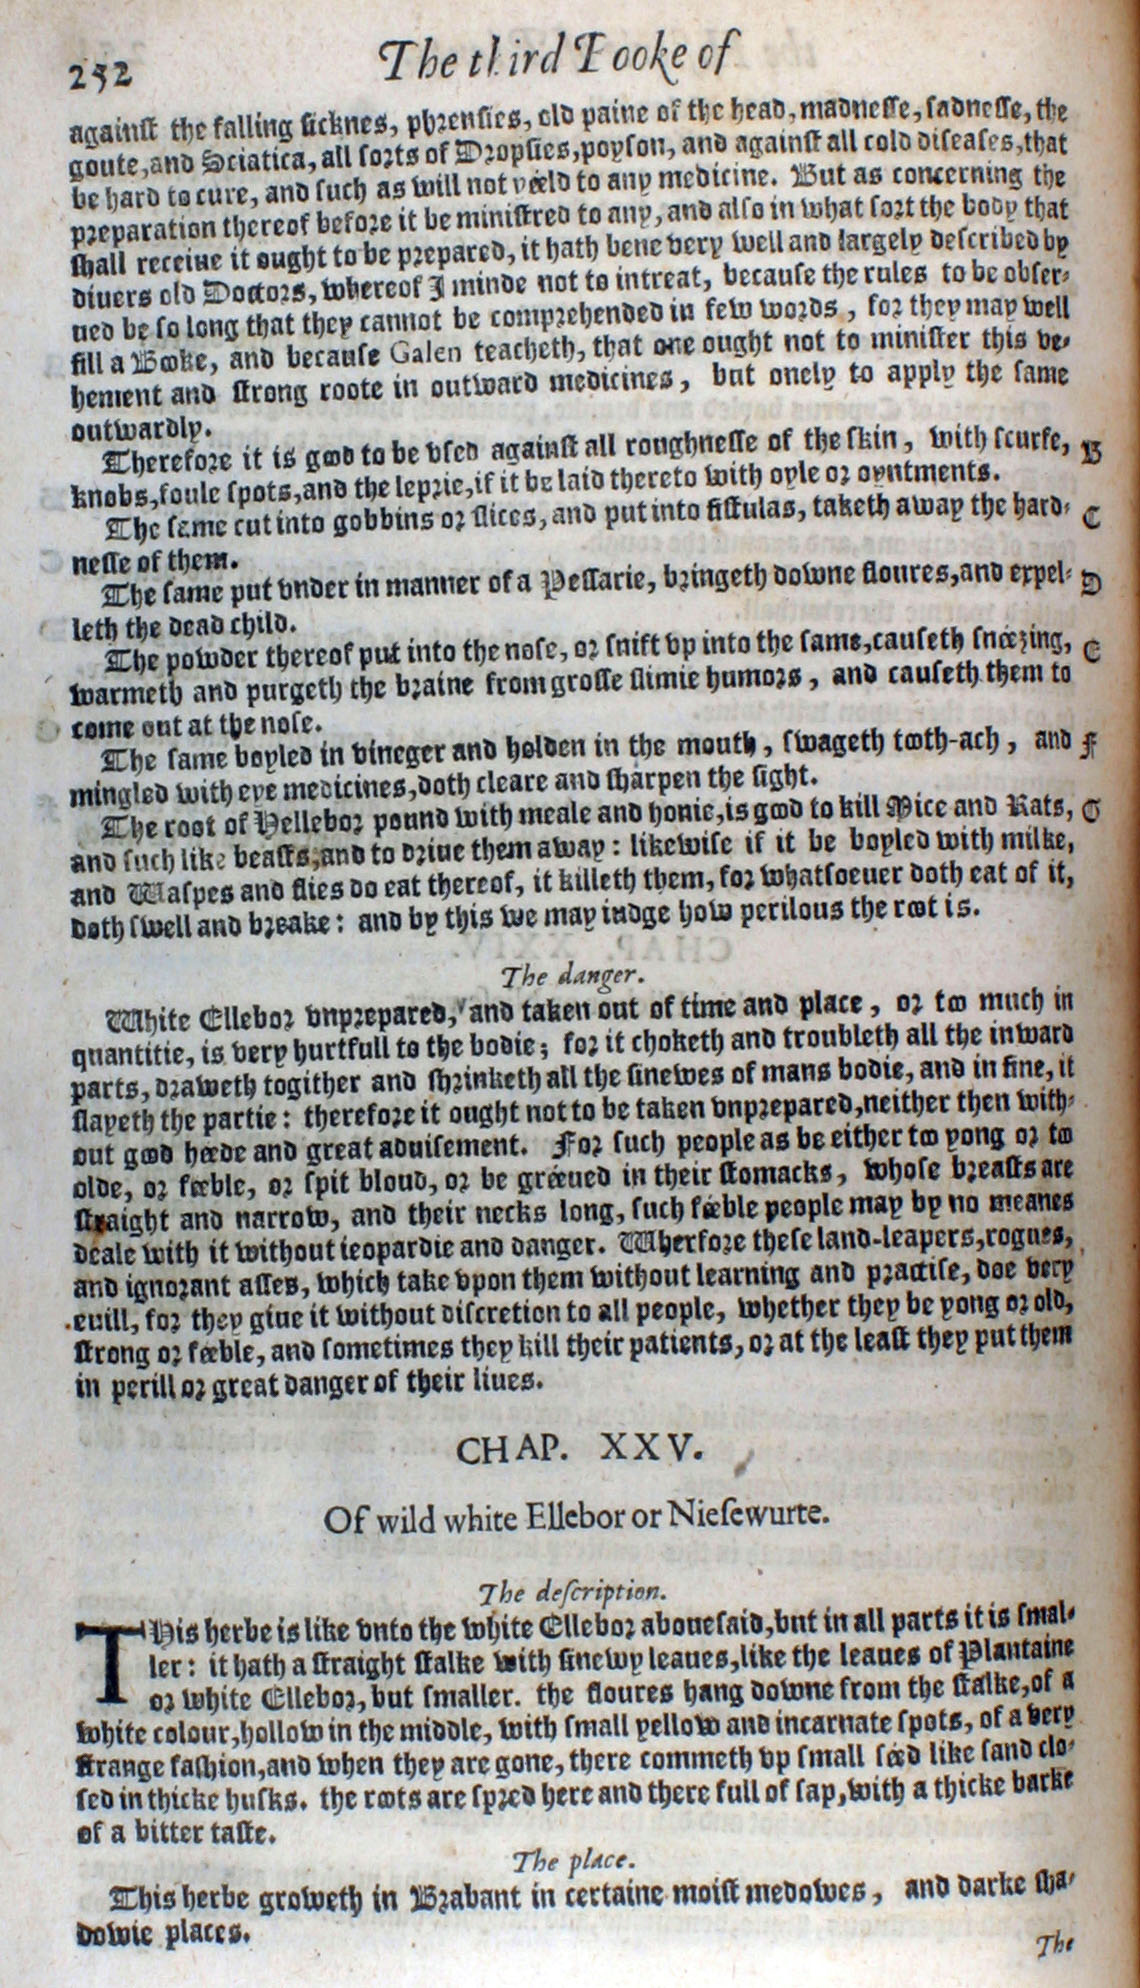 252 The third Booke of
againſt the falling ſicknes, phrenſies, old paine of the head, madneſſe, ſadneſſe, the
goute, and Sciatica, all ſorts of Dropſies, poyſon, and againſt all cold diſeaſes, that
be hard to cure, and ſuch as will not yéeld to any medicine. But as concerning the
preparation thereof before it be miniſtred to any, and alſo in what ſort the body that
ſhall receiue it ought to be prepared, it hath bene very well and largely deſcribed by
diuers old Doctors, whereof I minde not to intreat, becauſe the rules to be obſer-
ued be ſo long that they cannot be comprehended in few words, for they may well
fill a Booke, and becauſe Galen teacheth, that one ought not to miniſter this ve-
hement and ſtrong roote in outward medicines, but onely to apply the ſame
outwardly.
Therefore it is good to be vſed againſt all roughneſſe of the ſkin, with ſcurfe, B
knobs, foule ſpots, and the leprie, if it be laid thereto with oyle or oyntments.
The ſame cut into gobbins or ſlices, and put into fiſtulas, taketh away the hard- C
neſſe of them.
The ſame put vnder in manner of a Peſſarie, bringeth downe floures, and expel- D
leth the dead child.
The powder thereof put into the noſe, or ſnift vp into the ſame, cauſeth ſnéezing, E
warmeth and purgeth the braine from groſſe ſlimie humors, and cauſeth them to
come out at the noſe.
The ſame boyled in vineger and holden in the mouth, ſwageth tooth-ach, and F
mingled with eye medicines, doth cleare and ſharpen the ſight.
The root of Hellebor pound with meale and honie, is good to kill Mice and Rats, G
and ſuch like beaſts, and to driue them away: likewiſe if it be boyled with milke,
and Waſpes and flies do eat thereof, it killeth them, for whatſoeuer doth eat of it,
doth ſwell and breake: and by this we may iudge how perilous the root is.
The danger.
White Ellebor vnprepared, and taken out of time and place, or too much in
quantitie, is very hurtfull to the bodie; for it choketh and troubleth all the inward
parts, draweth togither and ſhrinketh all the ſinewes of mans bodie, and in fine, it
ſlayeth the partie: therefore it ought not to be taken vnprepared, neither then with-
out good héede and great aduiſement. For ſuch people as be either too yong or too
olde, or féeble, or ſpit bloud, or be gréeued in their ſtomacks, whoſe breaſts are
ſtraight and narrow, and their necks long, ſuch féeble people may by no meanes
deale with it without ieopardie and danger. Wherfore theſe land-leapers, rogues,
and ignorant aſſes, which take vpon them without learning and practiſe, doe very
euill, for they giue it without diſcretion to all people, whether they be yong or old,
ſtrong or féeble, and ſometimes they kill their patients, or at the leaſt they put them
in perill or great danger of their liues.
CHAP. XXV.
Of wild white Ellebor or Nieſewurte.
The deſcription.
THis herbe is like vnto the white Ellebor aboueſaid, but in all parts it is ſmal-
ler: it hath a ſtraight ſtalke with ſinewy leaues, like the leaues of Plantaine
or white Ellebor, but ſmaller. the floures hang downe from the ſtalke, of a
white colour, hollow in the middle, with ſmall yellow and incarnate ſpots, of a very
ſtrange faſhion, and when they are gone, there commeth vp ſmall ſéed like ſand clo-
ſed in thicke huſks. the roots are ſpred here and there full of ſap, with a thicke barke
of a bitter taſte.
The place.
This herbe groweth in Brabant in certaine moiſt medowes, and darke ſha-
dowie places.
The